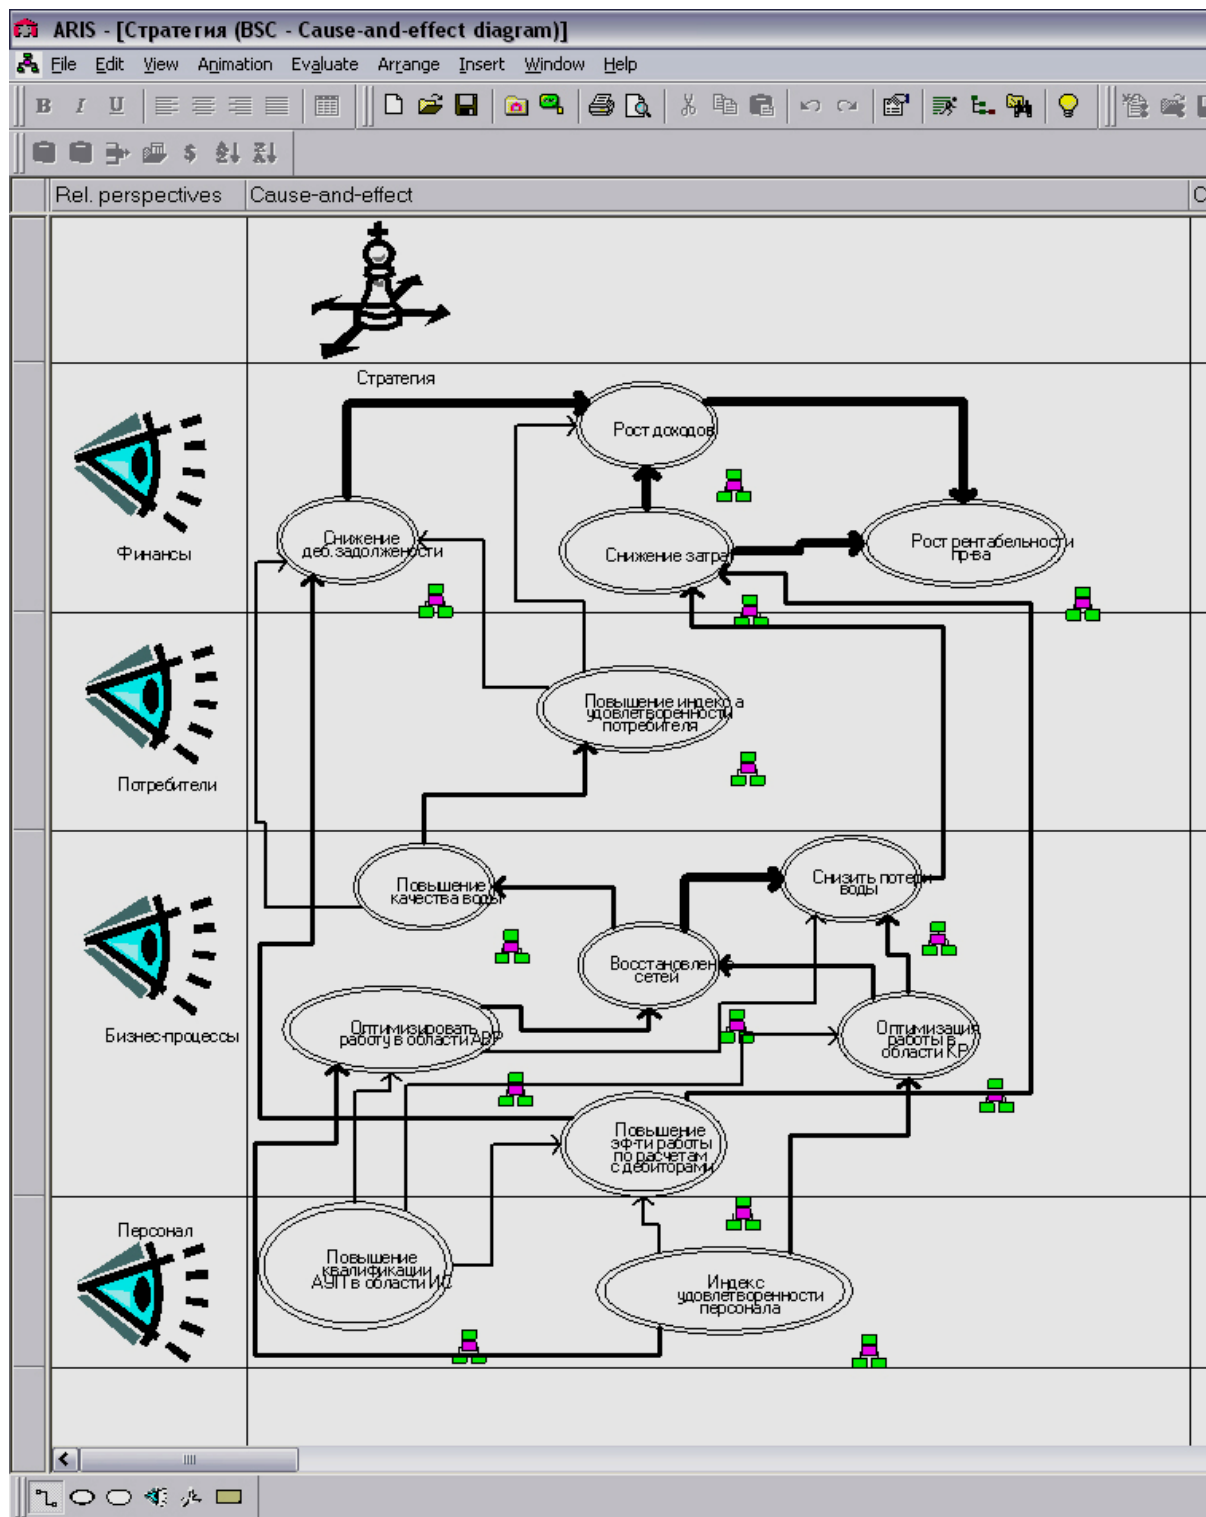 ARIS - [Стратегия (BSC - Cause-and-effect diagram)]
File Edit View Animation Evaluate Arrange Insert Window Help
B I U
Rel. perspectives Cause-and-effect C
Стратегия
Рост доходов
Снижение
деб.задолжености
Снижение затра
Рост рентабельности
пр-ва
Финансы
Повышение индекса
удовлетворенности
потребителя
Потребители
Повышение
качества воды
Снизить потери
воды
Восстановление
сетей
Оптимизировать
работу в области АВР
Оптимизация
работы в
области КР
Бизнес-процессы
Повышение
эф-ти работы
по расчетам
с дебиторами
Персонал
Повышение
квалификации
АУП в области ИС
Индекс
удовлетворенности
персонала